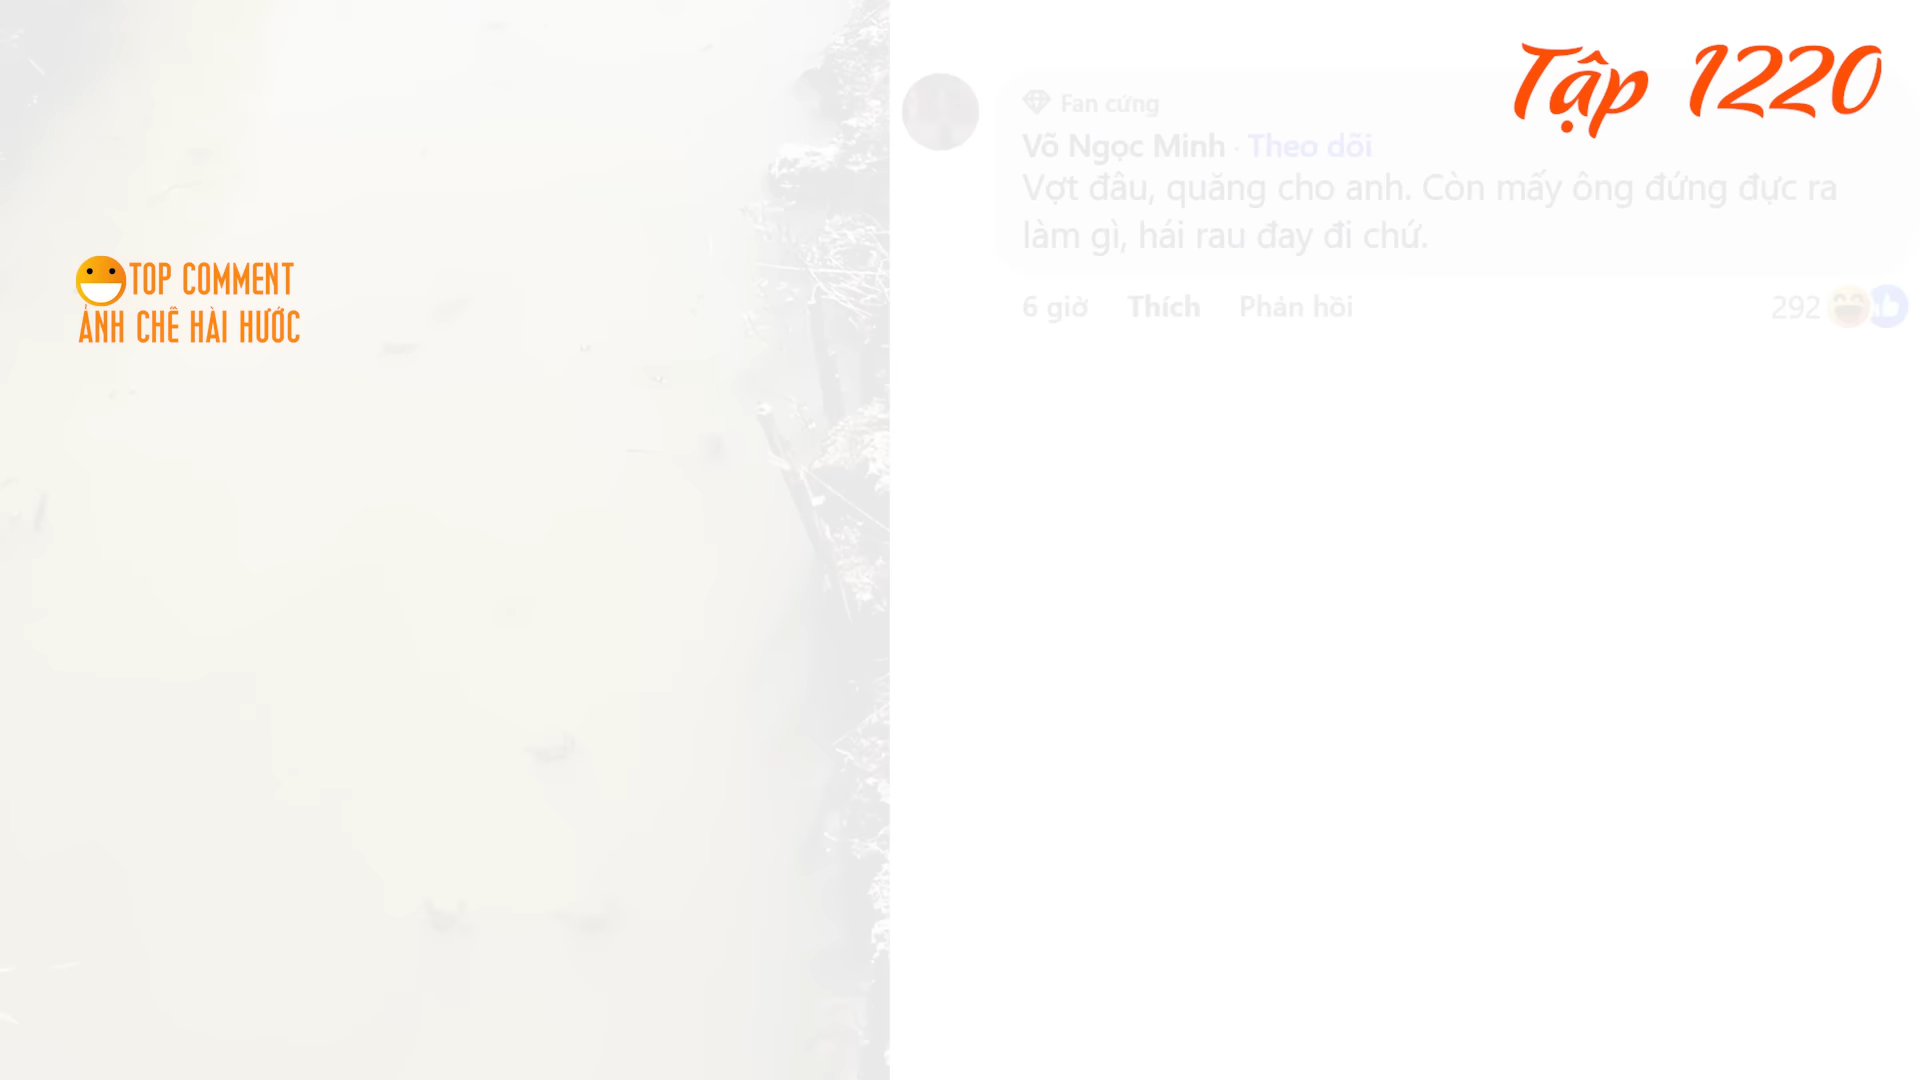 Tập 1220
Fan cứng
Võ Ngọc Minh · Theo dõi
Vợt đâu, quăng cho anh. Còn mấy ông đứng đực ra
làm gì, hái rau đay đi chứ.
TOP COMMENT
ẢNH CHẾ HÀI HƯỚC
6 giờ Thích Phản hồi 292